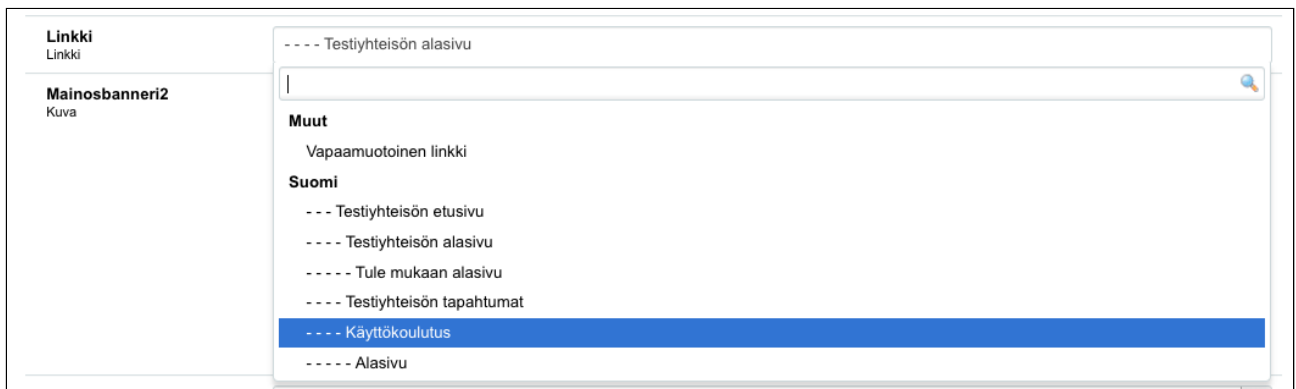 Linkki
Linkki
- - - - Testiyhteisön alasivu
Mainosbanneri2
Kuva
Muut
Vapaamuotoinen linkki
Suomi
- - - Testiyhteisön etusivu
- - - - Testiyhteisön alasivu
- - - - - Tule mukaan alasivu
- - - - Testiyhteisön tapahtumat
- - - - Käyttökoulutus
- - - - - Alasivu